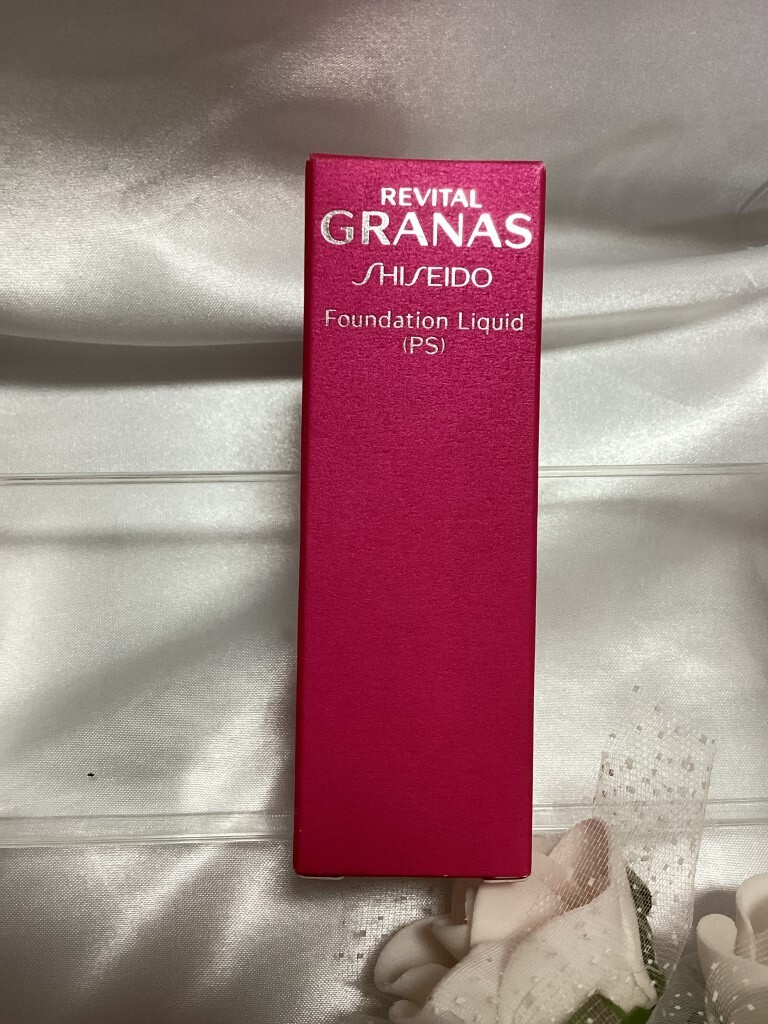 REVITAL
GRANAS
SHISEIDO
Foundation Liquid
(PS)